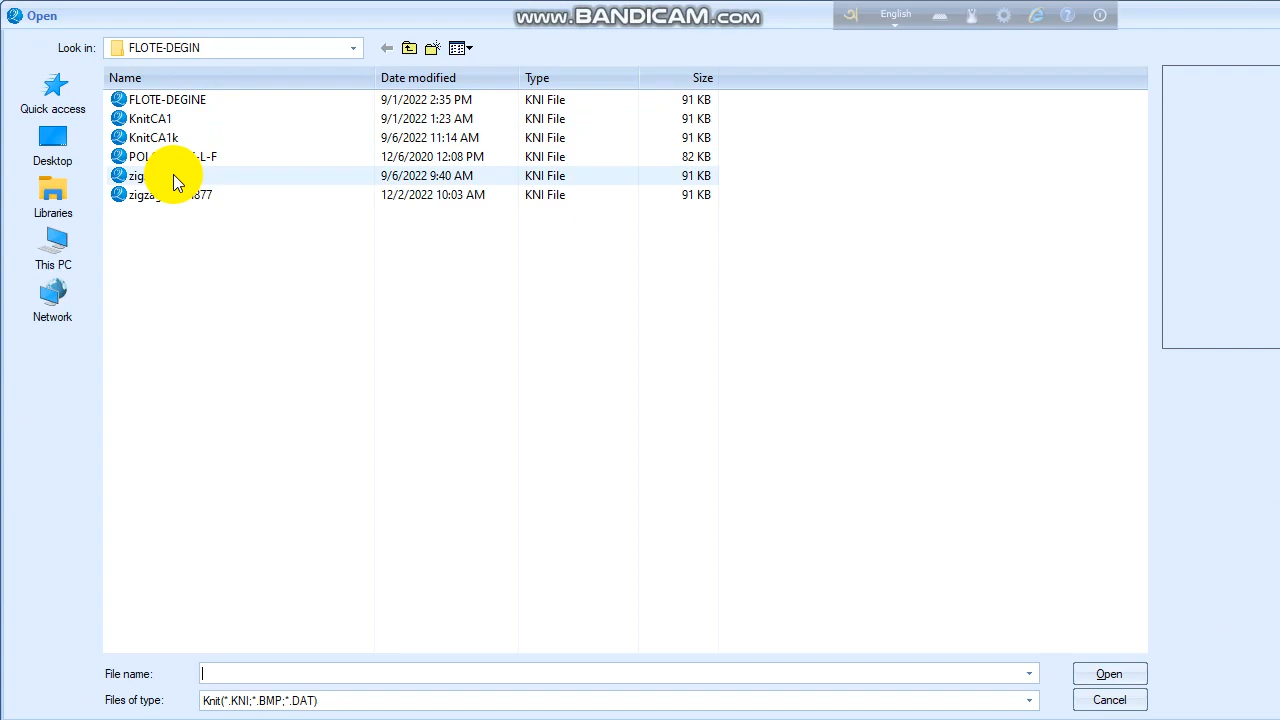 Open
www.BANDICAM.com
English
Look in:
FLOTE-DEGIN
Quick access
Desktop
Libraries
This PC
Network
Name Date modified Type Size
FLOTE-DEGINE 9/1/2022 2:35 PM KNI File 91 KB
KnitCA1 9/1/2022 1:23 AM KNI File 91 KB
KnitCA1k 9/6/2022 11:14 AM KNI File 91 KB
-L-F 12/6/2020 12:08 PM KNI File 82 KB
9/6/2022 9:40 AM KNI File 91 KB
12/2/2022 10:03 AM KNI File 91 KB
File name:
Open
Files of type: Knit(*.KNI;*.BMP;*.DAT)
Cancel